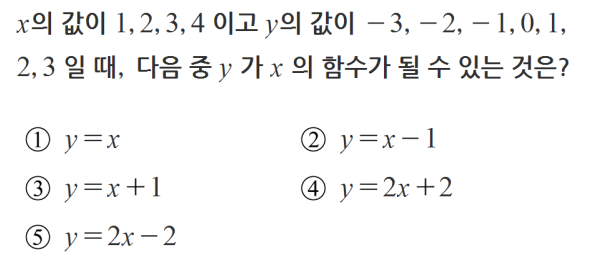 x의 값이 1, 2, 3, 4 이고 y의 값이 −3, −2, −1, 0, 1,
2, 3 일 때, 다음 중 y 가 x 의 함수가 될 수 있는 것은?
① y=x ② y=x−1
③ y=x+1 ④ y=2x+2
⑤ y=2x−2